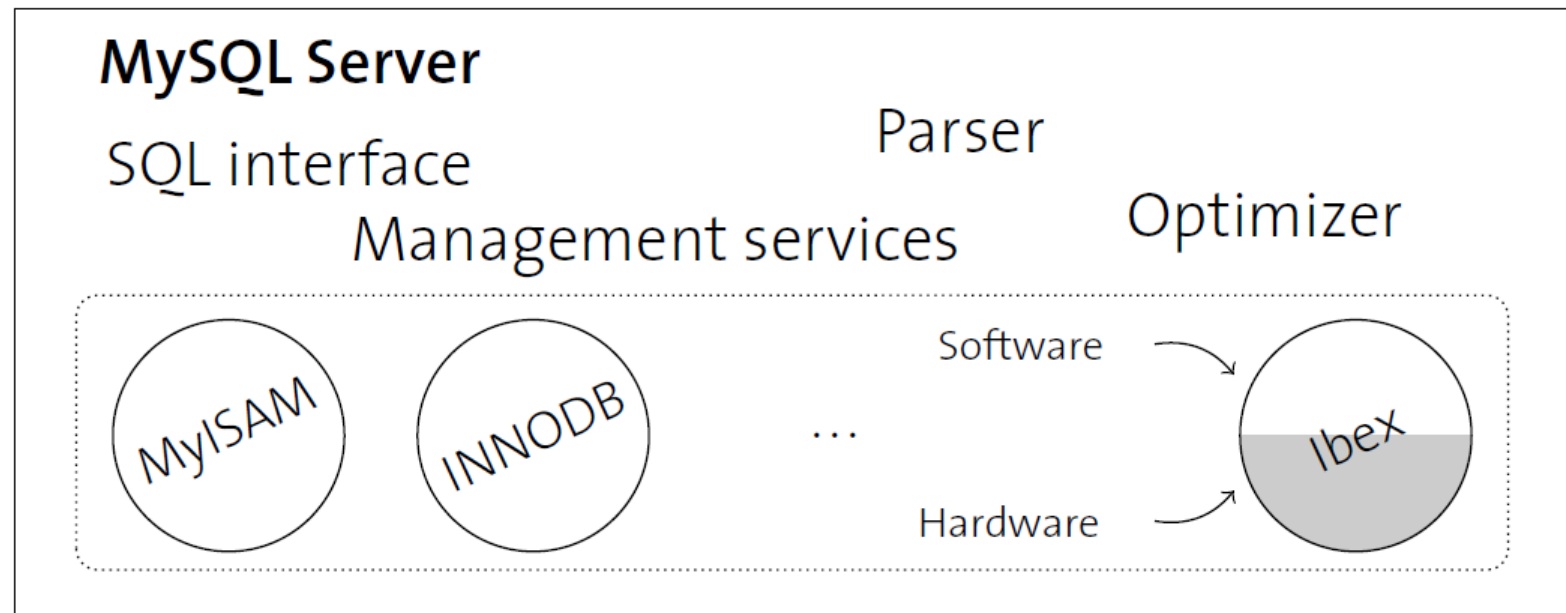 MySQL Server
Parser
SQL interface
Optimizer
Management services
Software
MyISAM
INNODB
...
Ibex
Hardware